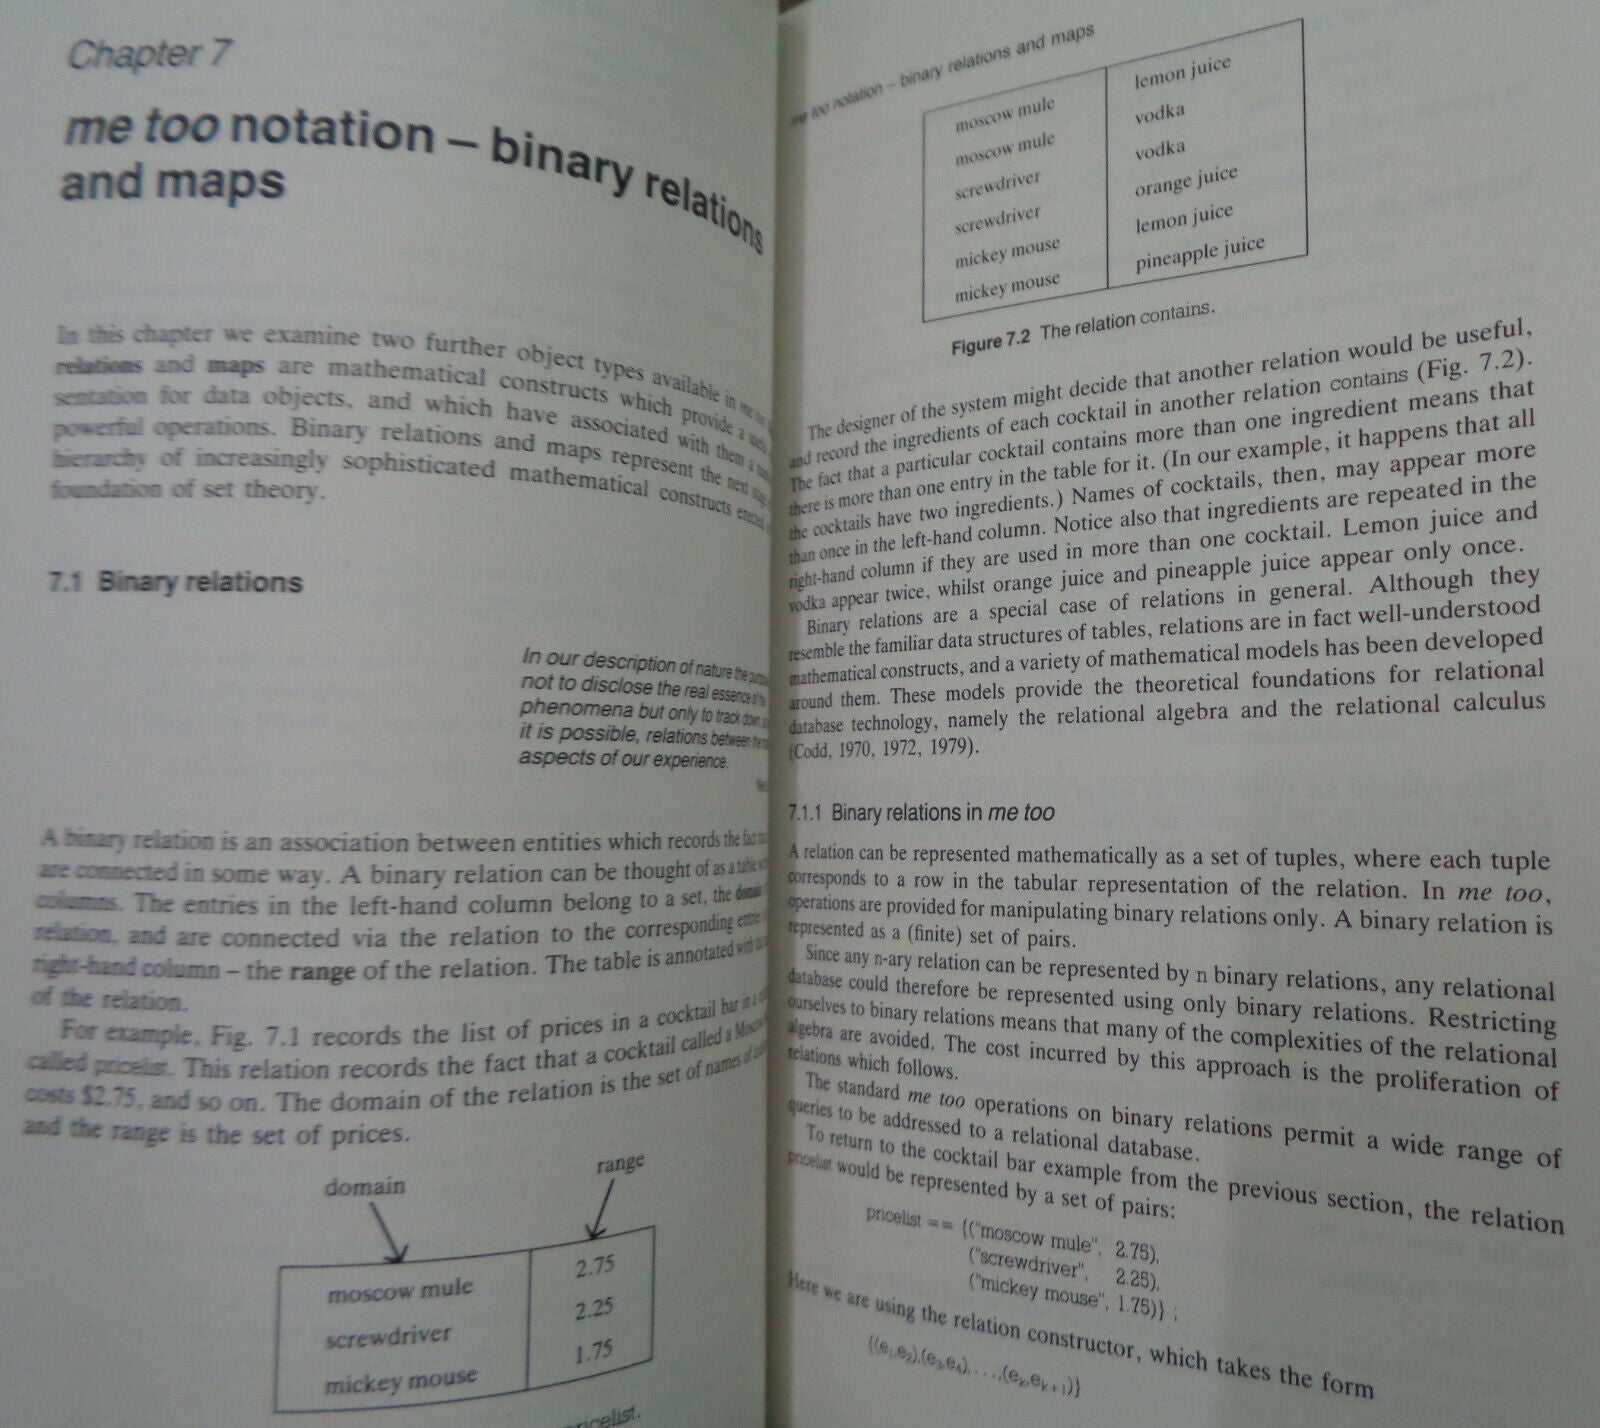 Chapter 7
me too notation – binary relations
and maps
In this chapter we examine two further object types available in me
relations and maps are mathematical constructs which provide a
sentation for data objects, and which have associated with them a
powerful operations. Binary relations and maps represent the next
hierarchy of increasingly sophisticated mathematical constructs erected
foundation of set theory.
7.1 Binary relations
In our description of nature the
not to disclose the real essence of the
phenomena but only to track down,
it is possible, relations between the
aspects of our experience.
A binary relation is an association between entities which records the fact
are connected in some way. A binary relation can be thought of as a table
columns. The entries in the left-hand column belong to a set, the domain
relation, and are connected via the relation to the corresponding
right-hand column – the range of the relation. The table is annotated with
of the relation.
For example, Fig. 7.1 records the list of prices in a cocktail bar in a
called pricelist. This relation records the fact that a cocktail called a Moscow
costs $2.75, and so on. The domain of the relation is the set of names of
and the range is the set of prices.
domain range
moscow mule 2.75
screwdriver 2.25
mickey mouse 1.75
pricelist.
me too notation – binary relations and maps
moscow mule lemon juice
moscow mule vodka
screwdriver vodka
screwdriver orange juice
mickey mouse lemon juice
mickey mouse pineapple juice
Figure 7.2 The relation contains.
The designer of the system might decide that another relation would be useful,
and record the ingredients of each cocktail in another relation contains (Fig. 7.2).
The fact that a particular cocktail contains more than one ingredient means that
there is more than one entry in the table for it. (In our example, it happens that all
the cocktails have two ingredients.) Names of cocktails, then, may appear more
than once in the left-hand column. Notice also that ingredients are repeated in the
right-hand column if they are used in more than one cocktail. Lemon juice and
vodka appear twice, whilst orange juice and pineapple juice appear only once.
Binary relations are a special case of relations in general. Although they
resemble the familiar data structures of tables, relations are in fact well-understood
mathematical constructs, and a variety of mathematical models has been developed
around them. These models provide the theoretical foundations for relational
database technology, namely the relational algebra and the relational calculus
(Codd, 1970, 1972, 1979).
7.1.1 Binary relations in me too
A relation can be represented mathematically as a set of tuples, where each tuple
corresponds to a row in the tabular representation of the relation. In me too,
operations are provided for manipulating binary relations only. A binary relation is
represented as a (finite) set of pairs.
Since any n-ary relation can be represented by n binary relations, any relational
database could therefore be represented using only binary relations. Restricting
ourselves to binary relations means that many of the complexities of the relational
algebra are avoided. The cost incurred by this approach is the proliferation of
relations which follows.
The standard me too operations on binary relations permit a wide range of
queries to be addressed to a relational database.
To return to the cocktail bar example from the previous section, the relation
pricelist would be represented by a set of pairs:
pricelist == {("moscow mule", 2.75),
("screwdriver", 2.25),
("mickey mouse", 1.75)} ;
Here we are using the relation constructor, which takes the form
{(e₁,e₂),(e₃,e₄),. . . .,(eₖ,eₖ₊₁)}